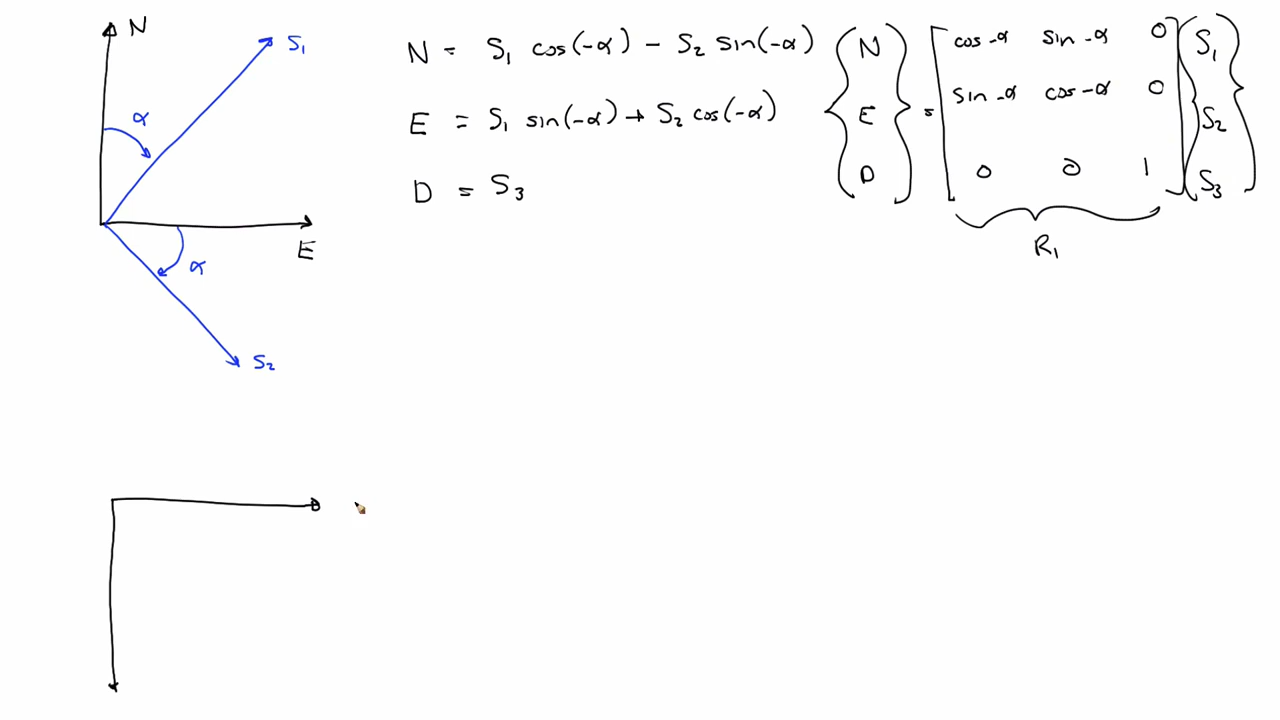 N
S₁
α
E
α
S₂
N = S₁ cos(-α) - S₂ sin(-α)
E = S₁ sin(-α) + S₂ cos(-α)
D = S₃
{N E D} = [cos -α sin -α 0
sin -α cos -α 0
0 0 1] {S₁ S₂ S₃}
R₁